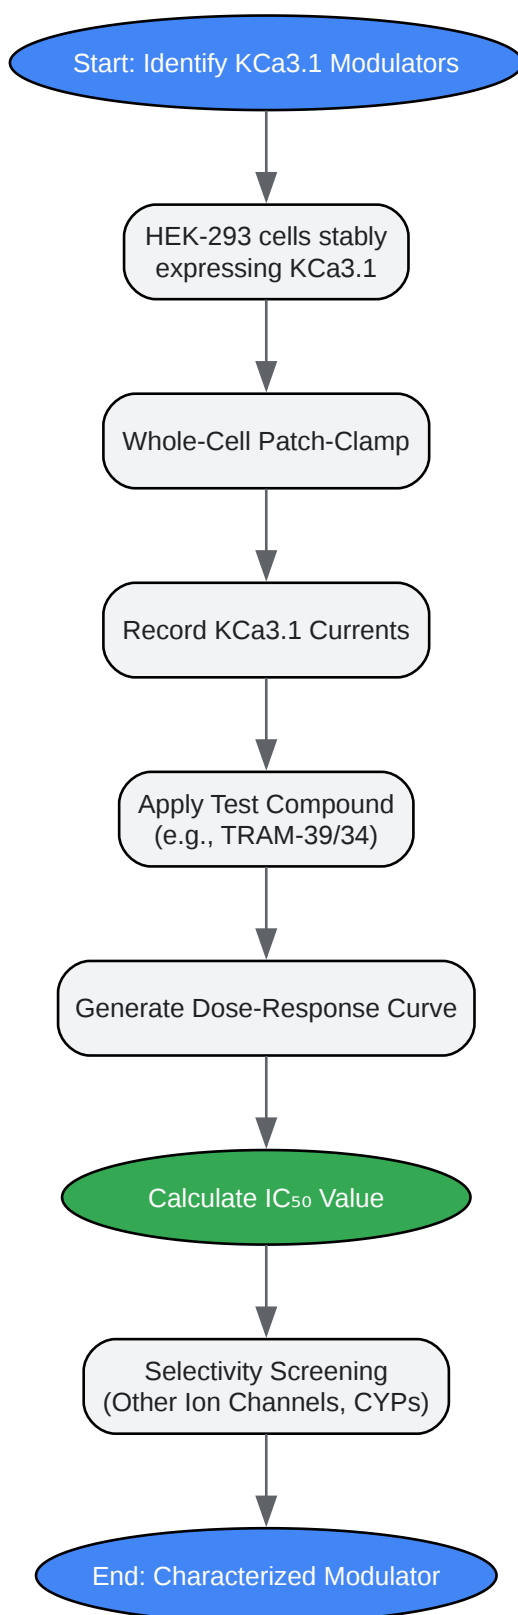 Start: Identify KCa3.1 Modulators
HEK-293 cells stably
expressing KCa3.1
Whole-Cell Patch-Clamp
Record KCa3.1 Currents
Apply Test Compound
(e.g., TRAM-39/34)
Generate Dose-Response Curve
Calculate IC₅₀ Value
Selectivity Screening
(Other Ion Channels, CYPs)
End: Characterized Modulator